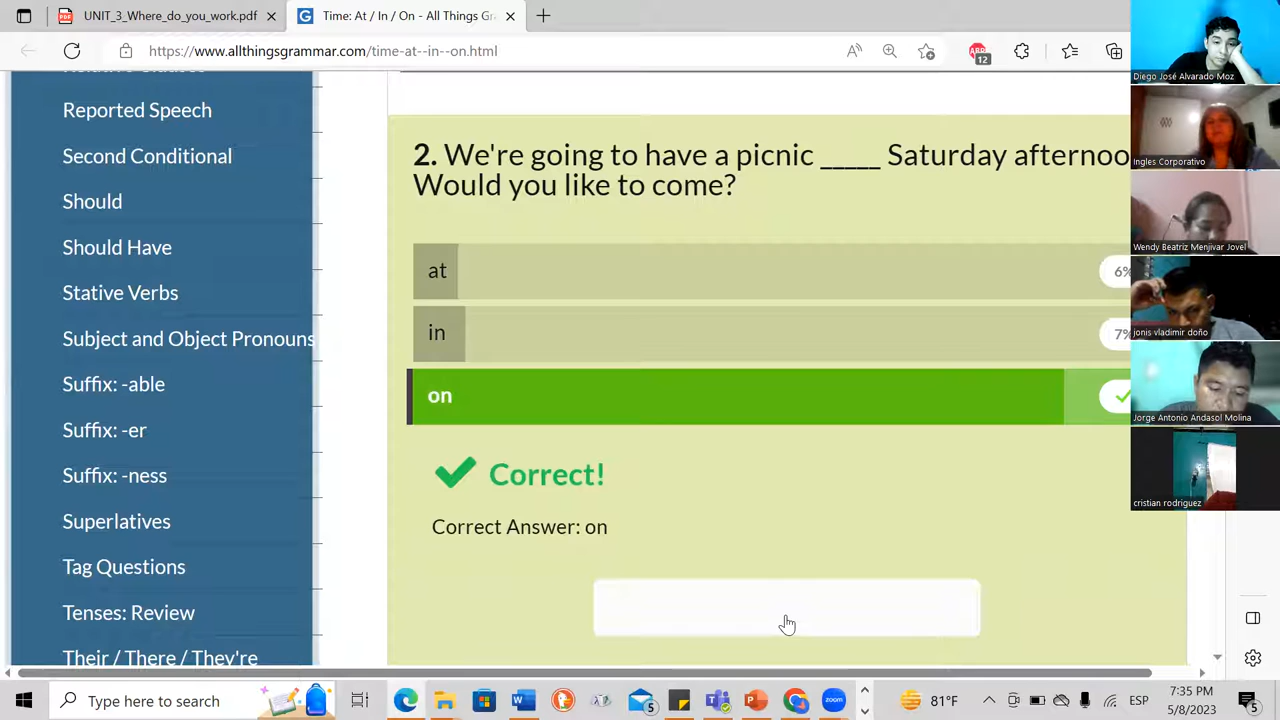 UNIT_3_Where_do_you_work.pdf
Time: At / In / On - All Things Gr
https://www.allthingsgrammar.com/time-at--in--on.html
12
Reported Speech
Second Conditional
Should
Should Have
Stative Verbs
Subject and Object Pronouns
Suffix: -able
Suffix: -er
Suffix: -ness
Superlatives
Tag Questions
Tenses: Review
Their / There / They're
2. We're going to have a picnic _____ Saturday afternoo
Would you like to come?
at
6%
in
7%
on
Correct!
Correct Answer: on
Diego José Alvarado Moz
Ingles Corporativo
Wendy Beatriz Menjivar Jovel
jonis vladimir doño
Jorge Antonio Andasol Molina
cristian rodriguez
Type here to search
5
zoom
81°F
ESP
7:35 PM
5/8/2023
5